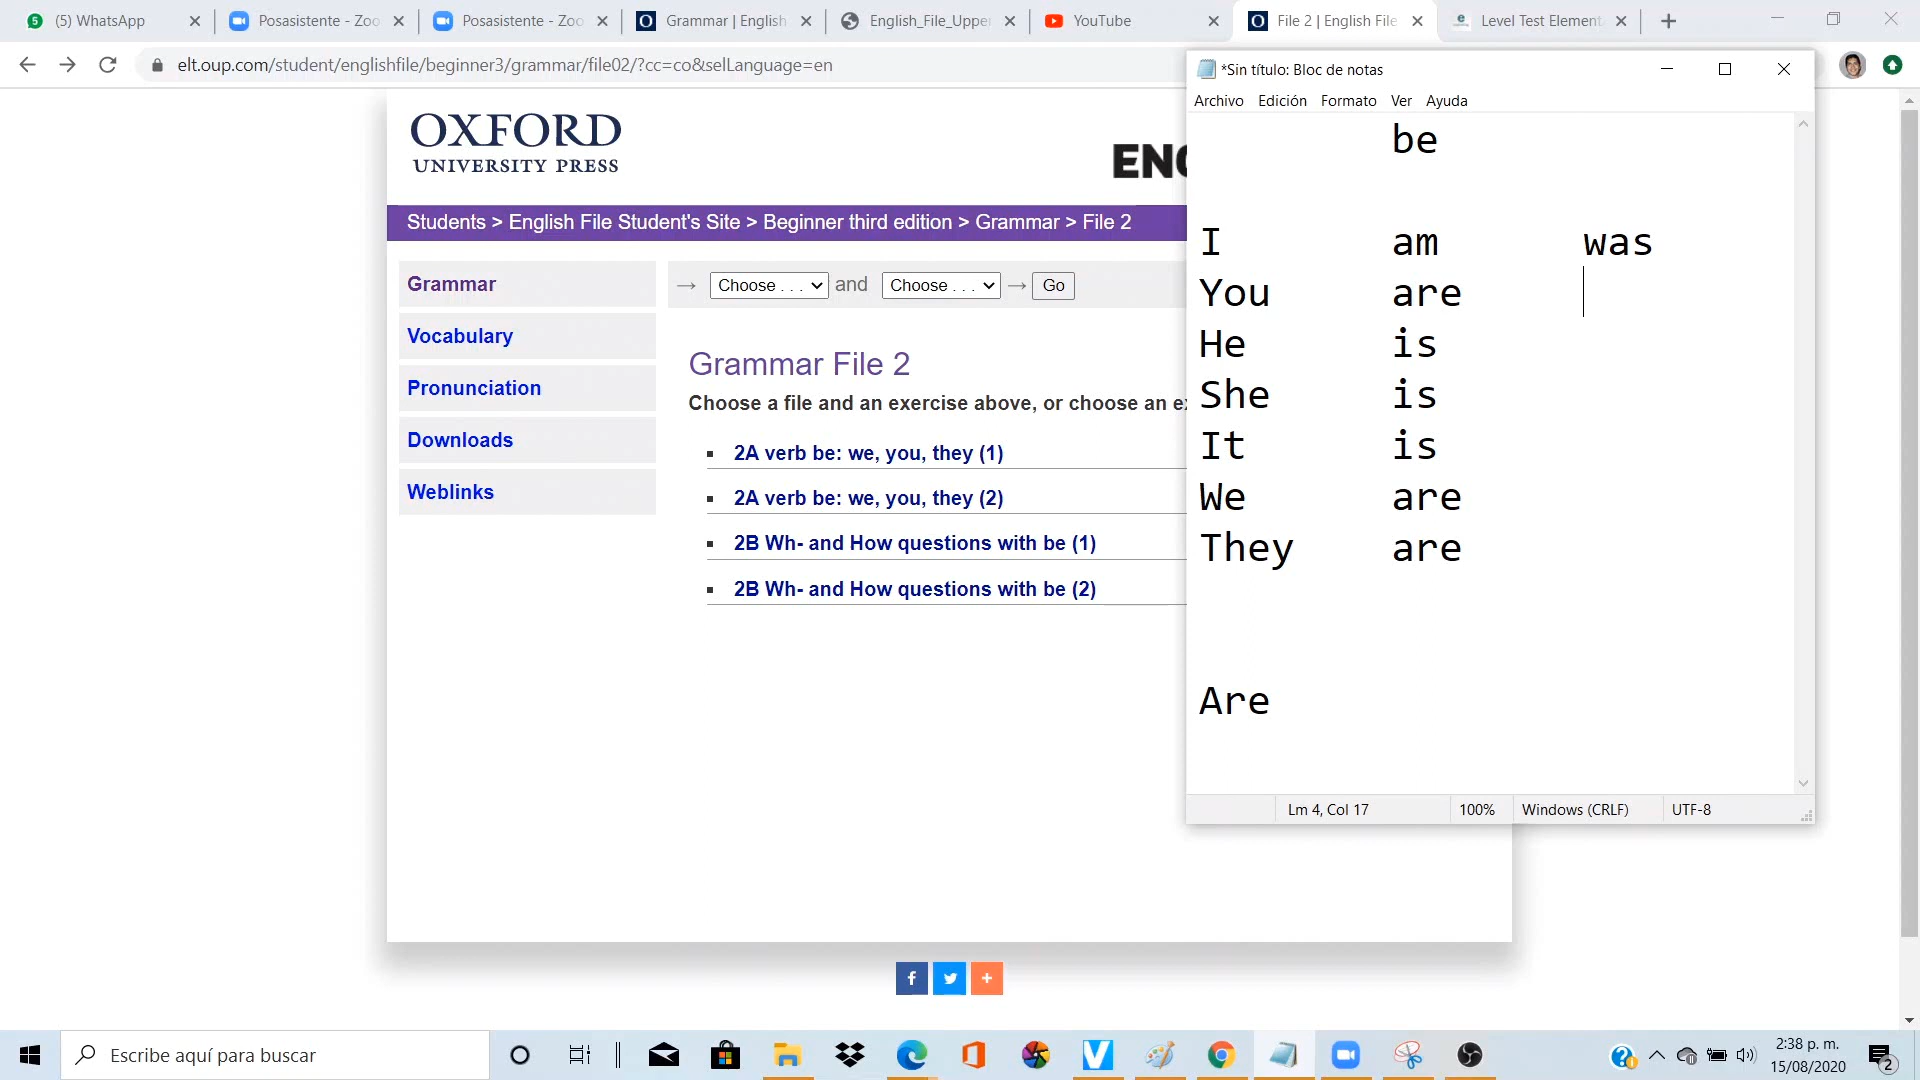 (5) WhatsApp
Posasistente - Zoo
Posasistente - Zoo
Grammar | English
English_File_Upper
YouTube
File 2 | English File
Level Test Element
elt.oup.com/student/englishfile/beginner3/grammar/file02/?cc=co&selLanguage=en
OXFORD
UNIVERSITY PRESS
ENG
Students > English File Student's Site > Beginner third edition > Grammar > File 2
Grammar
Vocabulary
Pronunciation
Downloads
Weblinks
→ Choose . . . and Choose . . . → Go
Grammar File 2
Choose a file and an exercise above, or choose an ex
2A verb be: we, you, they (1)
2A verb be: we, you, they (2)
2B Wh- and How questions with be (1)
2B Wh- and How questions with be (2)
*Sin título: Bloc de notas
Archivo Edición Formato Ver Ayuda
be
I am was
You are
He is
She is
It is
We are
They are
Are
Lm 4, Col 17 100% Windows (CRLF) UTF-8
Escribe aquí para buscar
2:38 p. m.
15/08/2020
2